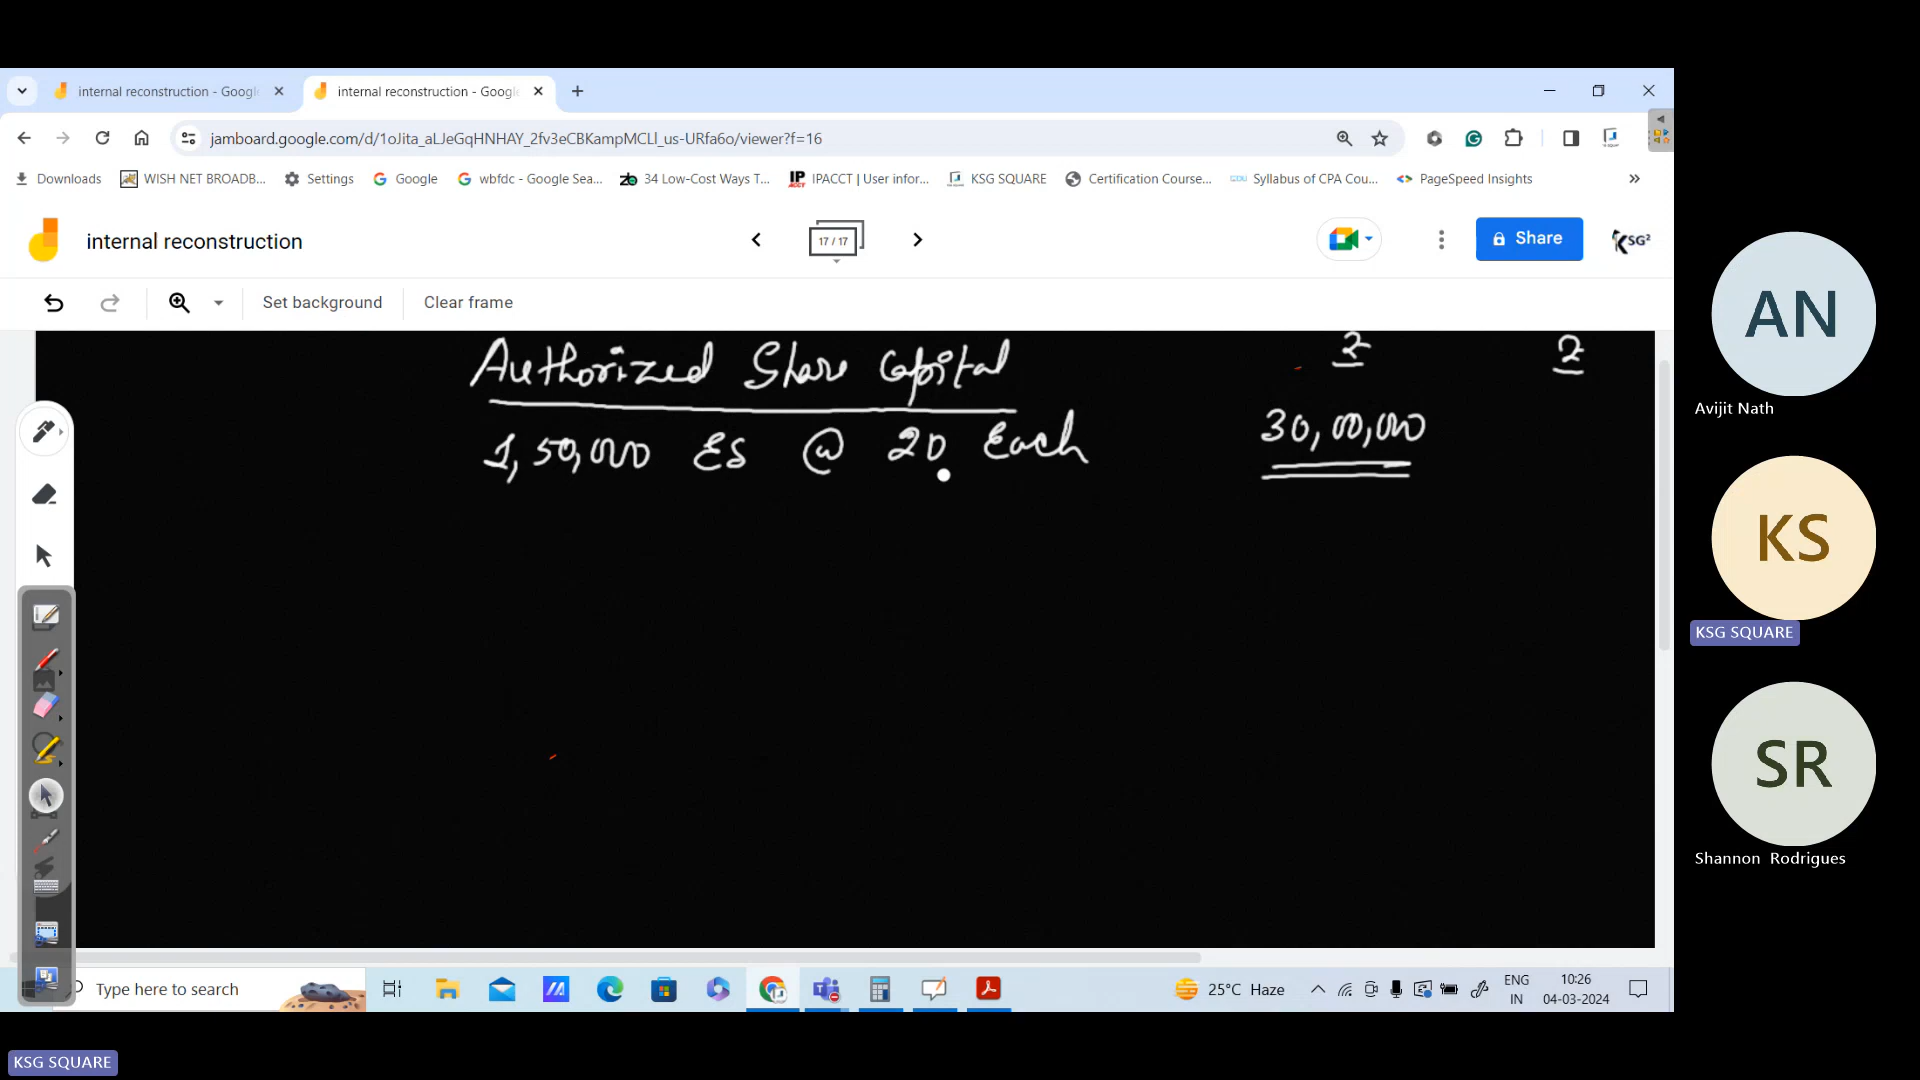 internal reconstruction - Googl
internal reconstruction - Google
jamboard.google.com/d/1oJita_aLJeGqHNHAY_2fv3eCBKampMCLl_us-URfa6o/viewer?f=16
Downloads
WISH NET BROADB...
Settings
Google
wbfdc - Google Sea...
34 Low-Cost Ways T...
IPACCT | User infor...
KSG SQUARE
Certification Course...
Syllabus of CPA Cou...
PageSpeed Insights
internal reconstruction
17 / 17
Share
KSG²
Set background
Clear frame
Authorized Share Capital
1,50,000 ES @ 20 Each
30,00,000
AN
Avijit Nath
KS
KSG SQUARE
SR
Shannon Rodrigues
Type here to search
25°C Haze
ENG
IN
10:26
04-03-2024
KSG SQUARE